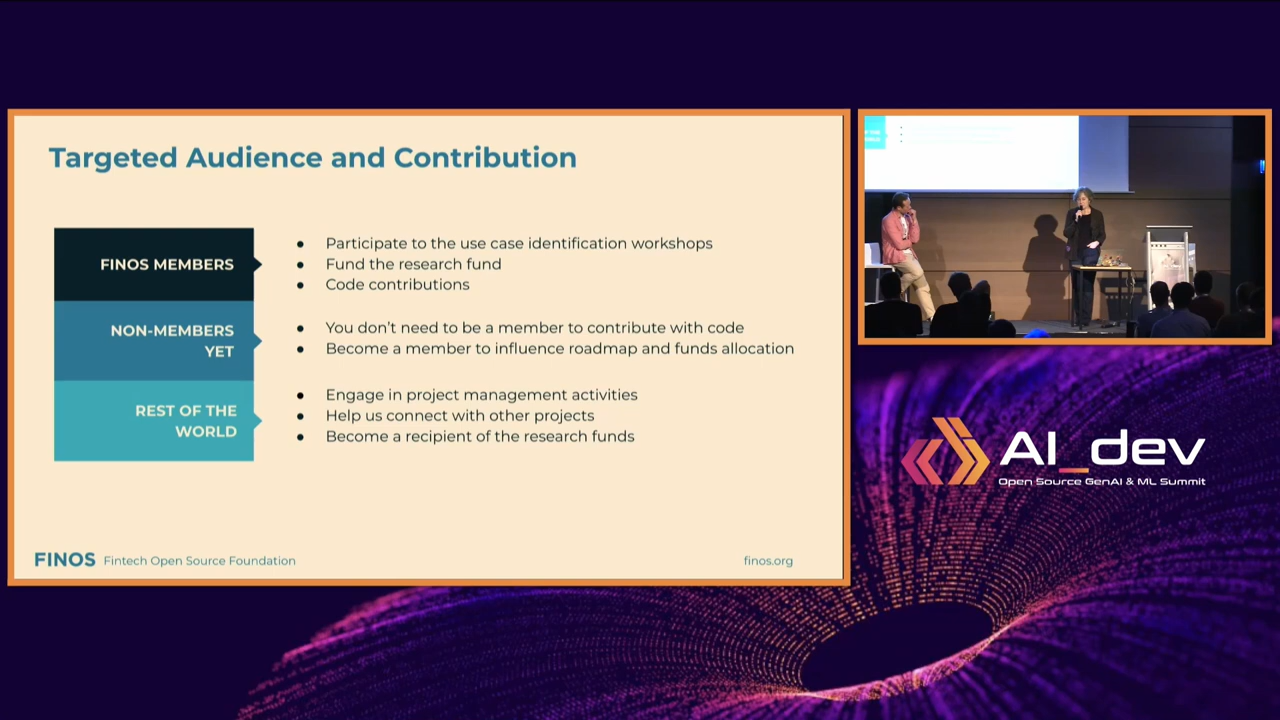 Targeted Audience and Contribution
FINOS MEMBERS
● Participate to the use case identification workshops
● Fund the research fund
● Code contributions
NON-MEMBERS
YET
● You don’t need to be a member to contribute with code
● Become a member to influence roadmap and funds allocation
REST OF THE
WORLD
● Engage in project management activities
● Help us connect with other projects
● Become a recipient of the research funds
FINOS Fintech Open Source Foundation
finos.org
AI_dev
Open Source GenAI & ML Summit